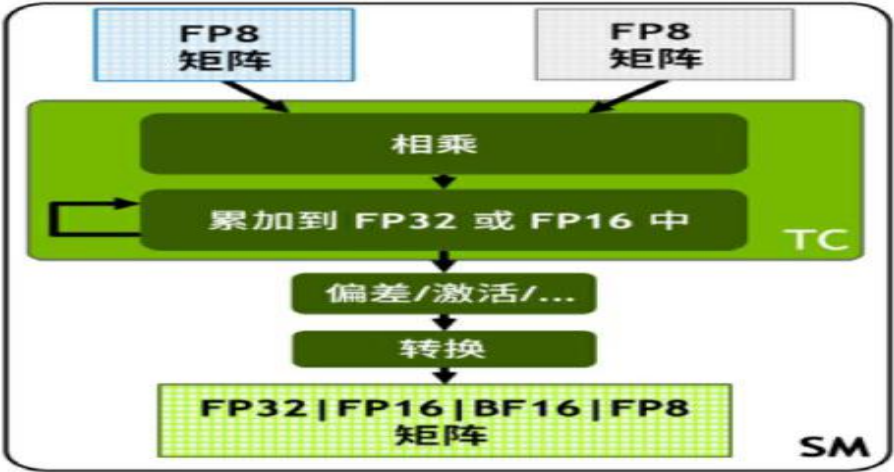 FP8
矩阵
FP8
矩阵
相乘
累加到 FP32 或 FP16 中
TC
偏差/激活/...
转换
FP32|FP16|BF16|FP8
矩阵
SM